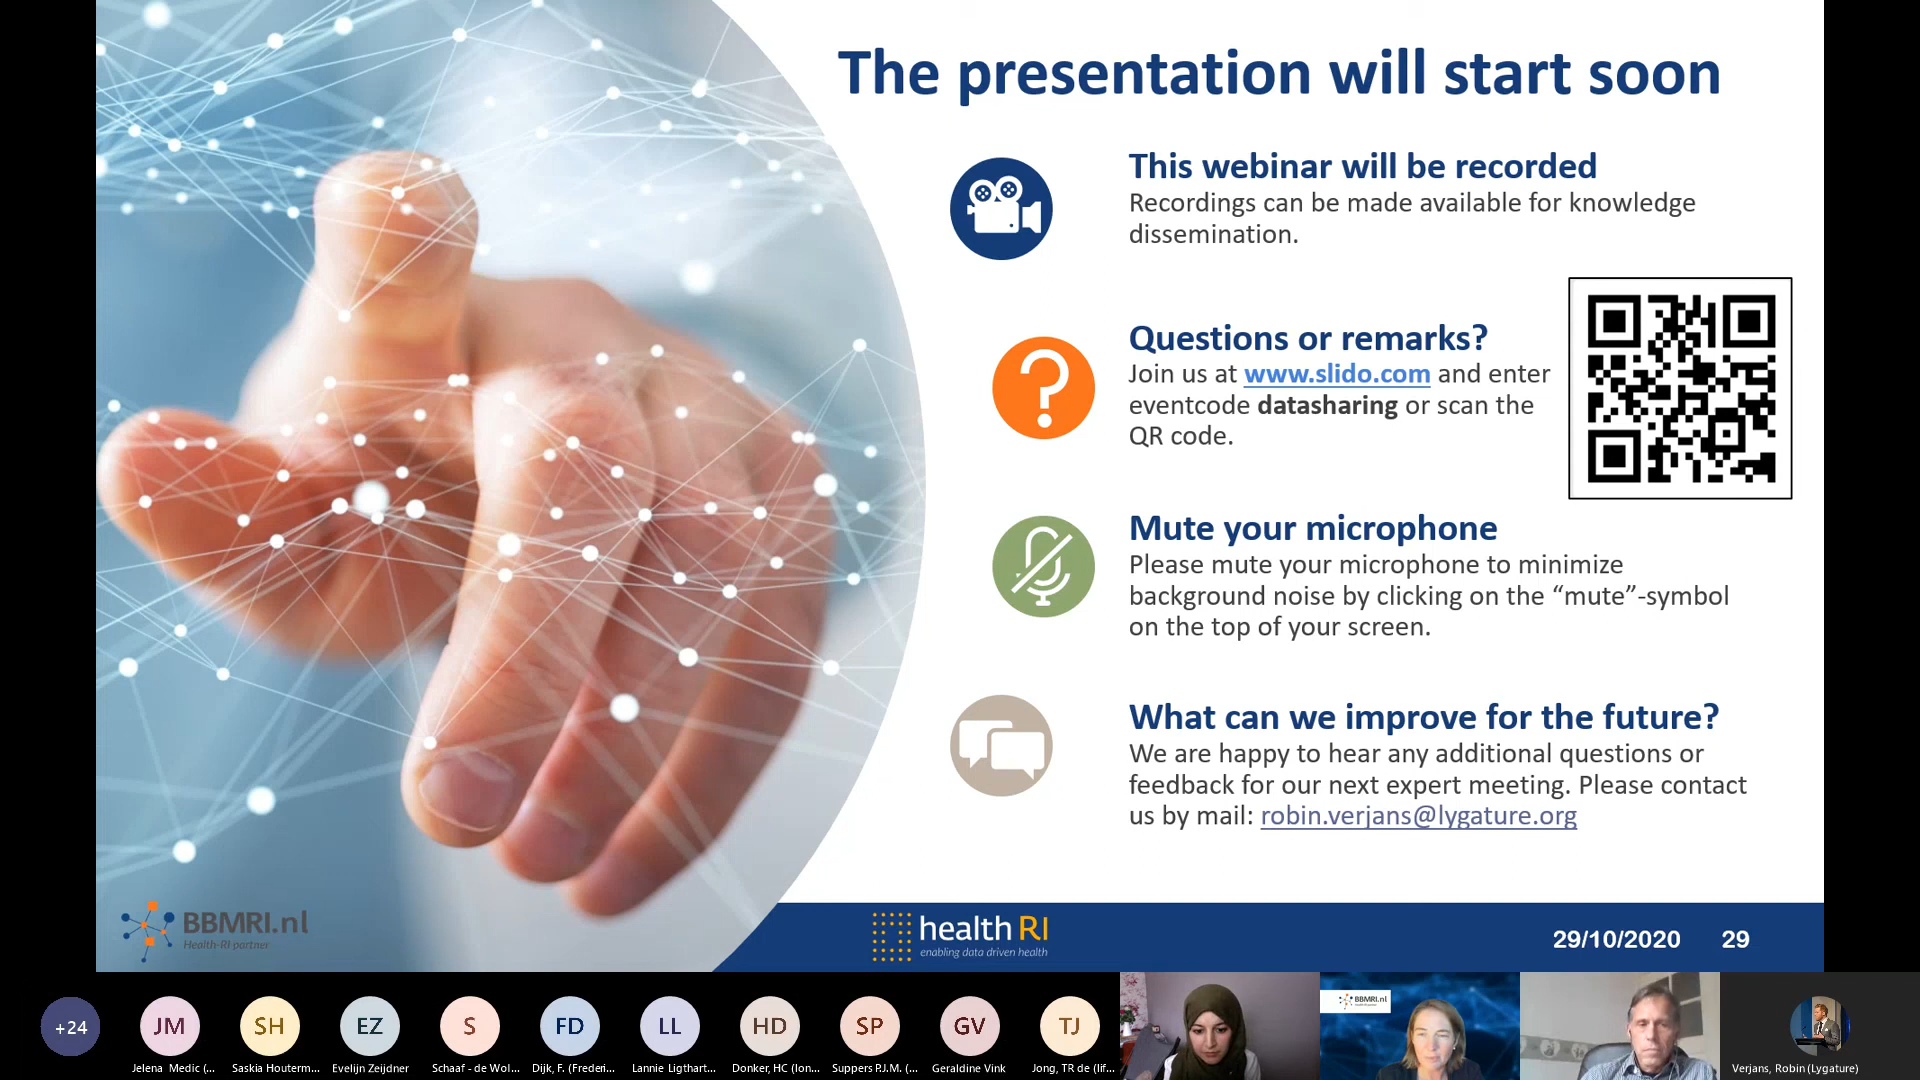 The presentation will start soon
This webinar will be recorded
Recordings can be made available for knowledge
dissemination.
Questions or remarks?
Join us at www.slido.com and enter
eventcode datasharing or scan the
QR code.
Mute your microphone
Please mute your microphone to minimize
background noise by clicking on the “mute”-symbol
on the top of your screen.
What can we improve for the future?
We are happy to hear any additional questions or
feedback for our next expert meeting. Please contact
us by mail: robin.verjans@lygature.org
BBMRI.nl
Health-RI partner
health RI
enabling data driven health
29/10/2020 29
+24
JM
SH
EZ
S
FD
LL
HD
SP
GV
TJ
BBMRI.nl
Jelena Medic (...
Saskia Houterm...
Evelijn Zeijdner
Schaaf - de Wol...
Dijk, F. (Frederi...
Lannie Ligthart...
Donker, HC (lon...
Suppers P.J.M. (...
Geraldine Vink
Jong, TR de (lif...
Verjans, Robin (Lygature)